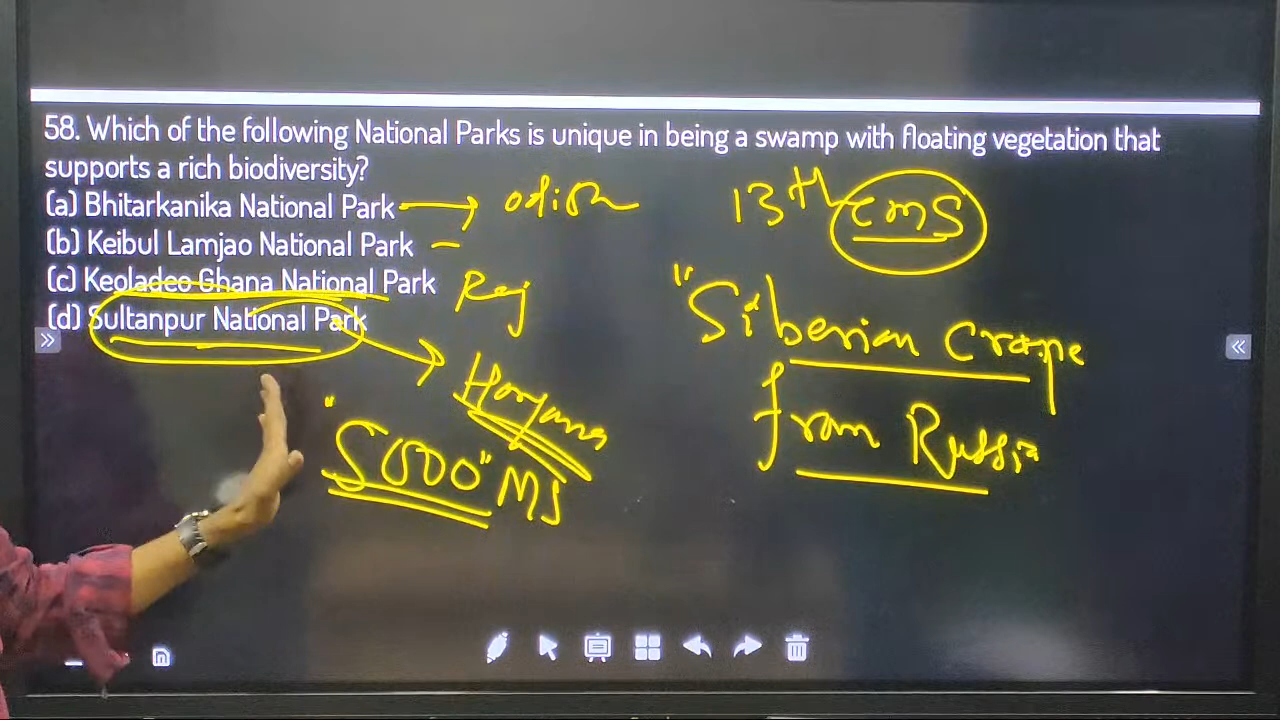 58. Which of the following National Parks is unique in being a swamp with floating vegetation that
supports a rich biodiversity?
(a) Bhitarkanika National Park → odish
(b) Keibul Lamjao National Park –
(c) Keoladeo Ghana National Park Raj
(d) Sultanpur National Park → Haryana
"5000" MS
13th CMS
"Siberian Crane
from Russia